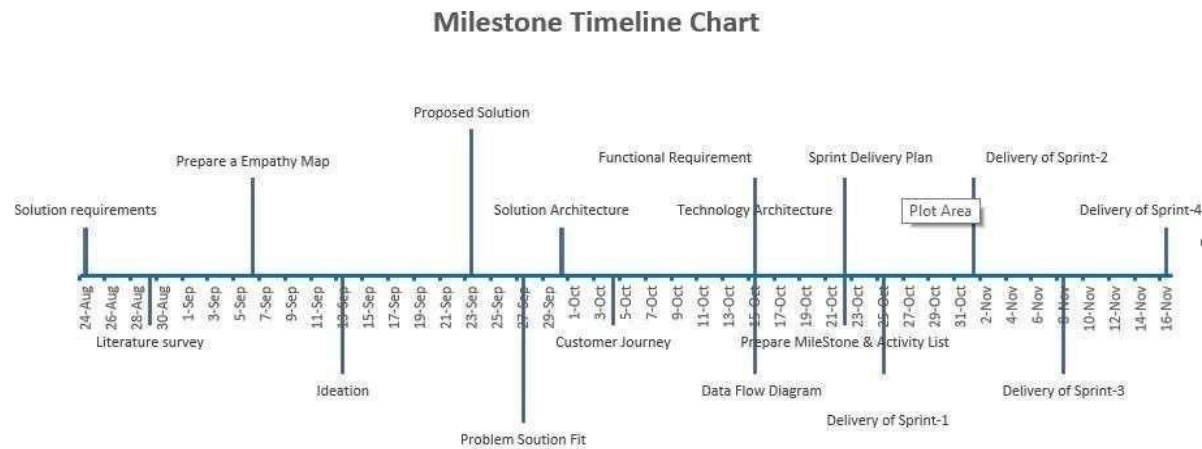 Milestone Timeline Chart
Proposed Solution
Prepare a Empathy Map
Functional Requirement
Sprint Delivery Plan
Delivery of Sprint-2
Solution requirements
Solution Architecture
Technology Architecture
Plot Area
Delivery of Sprint-4
24-Aug
26-Aug
28-Aug
30-Aug
1-Sep
3-Sep
5-Sep
7-Sep
9-Sep
11-Sep
13-Sep
15-Sep
17-Sep
19-Sep
21-Sep
23-Sep
25-Sep
27-Sep
29-Sep
1-Oct
3-Oct
5-Oct
7-Oct
9-Oct
11-Oct
13-Oct
15-Oct
17-Oct
19-Oct
21-Oct
23-Oct
25-Oct
27-Oct
29-Oct
31-Oct
2-Nov
4-Nov
6-Nov
8-Nov
10-Nov
12-Nov
14-Nov
16-Nov
Literature survey
Customer Journey
Prepare MileStone & Activity List
Ideation
Data Flow Diagram
Delivery of Sprint-3
Delivery of Sprint-1
Problem Soution Fit